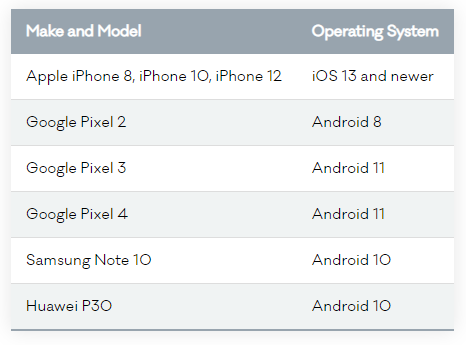 Make and Model Operating System
Apple iPhone 8, iPhone 10, iPhone 12 iOS 13 and newer
Google Pixel 2 Android 8
Google Pixel 3 Android 11
Google Pixel 4 Android 11
Samsung Note 10 Android 10
Huawei P30 Android 10